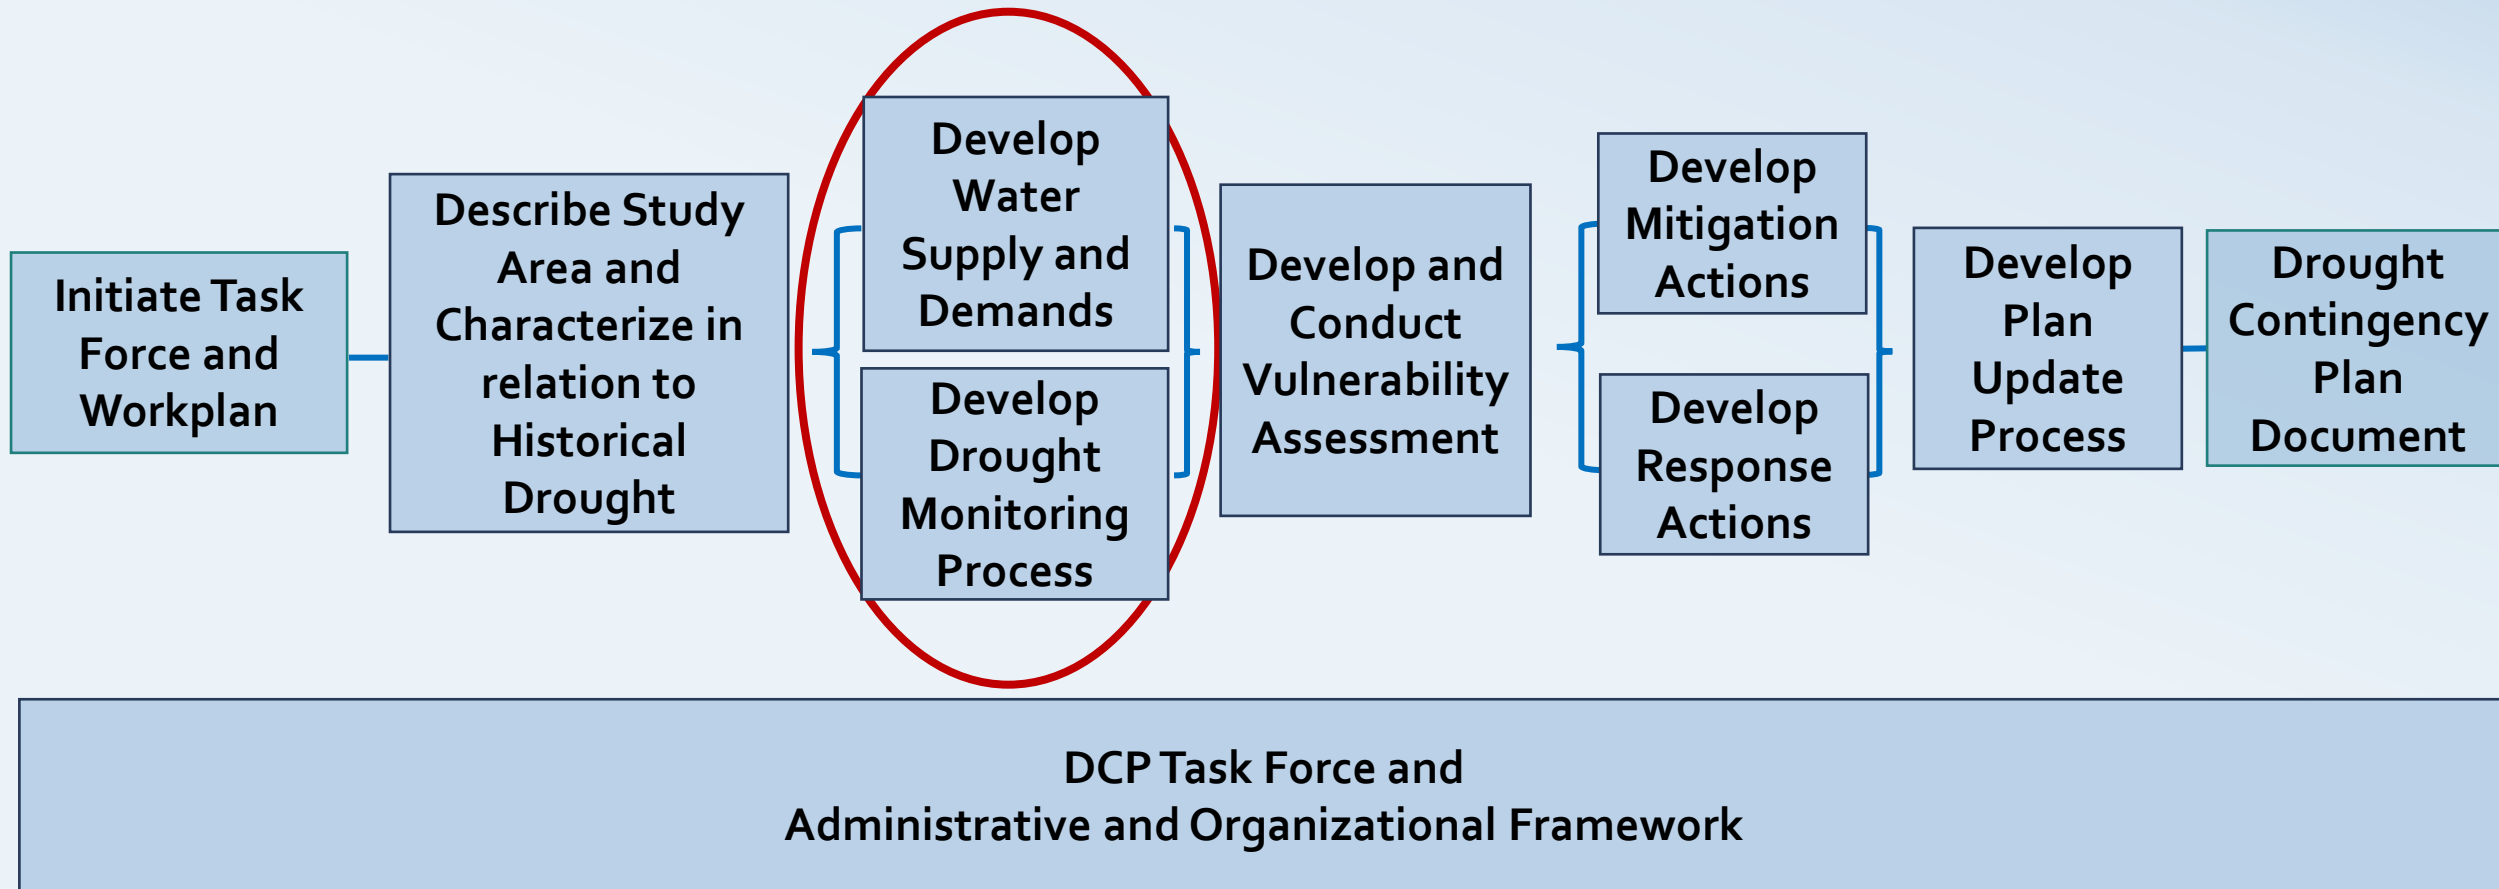 Initiate Task
Force and
Workplan
Describe Study
Area and
Characterize in
relation to
Historical
Drought
Develop
Water
Supply and
Demands
Develop
Drought
Monitoring
Process
Develop and
Conduct
Vulnerability
Assessment
Develop
Mitigation
Actions
Develop
Response
Actions
Develop
Plan
Update
Process
Drought
Contingency
Plan
Document
DCP Task Force and
Administrative and Organizational Framework